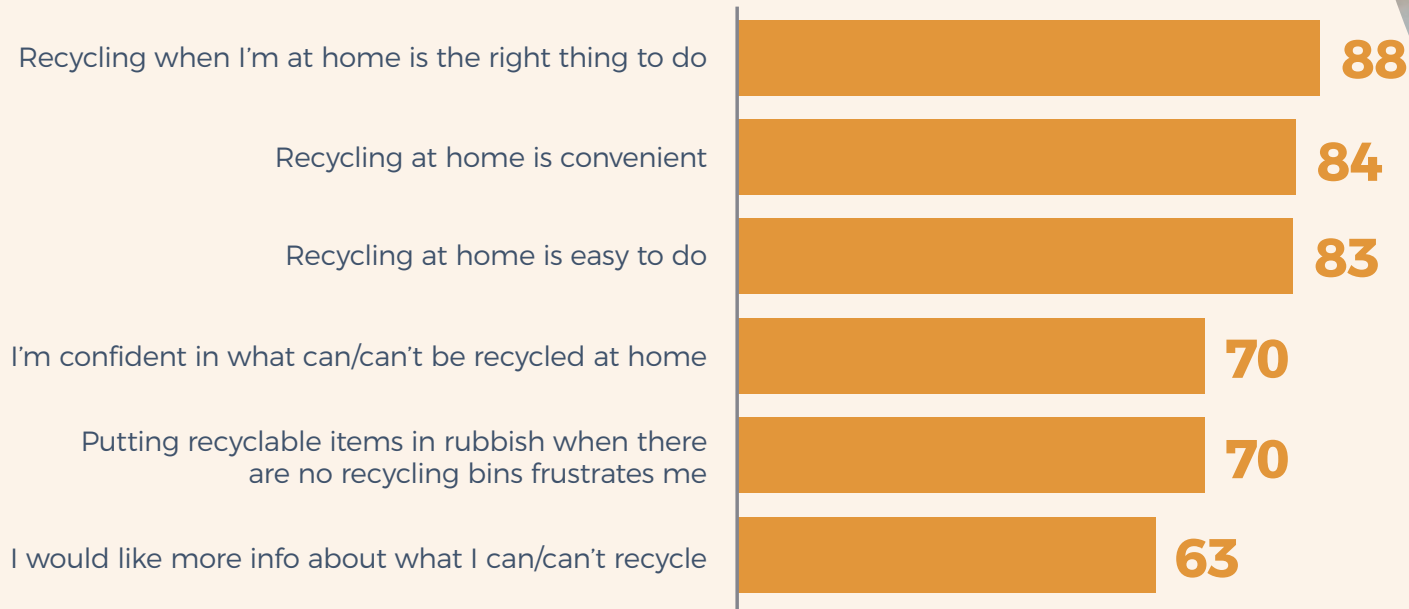 Recycling when I’m at home is the right thing to do
88
Recycling at home is convenient
84
Recycling at home is easy to do
83
I’m confident in what can/can’t be recycled at home
70
Putting recyclable items in rubbish when there
are no recycling bins frustrates me
70
I would like more info about what I can/can’t recycle
63